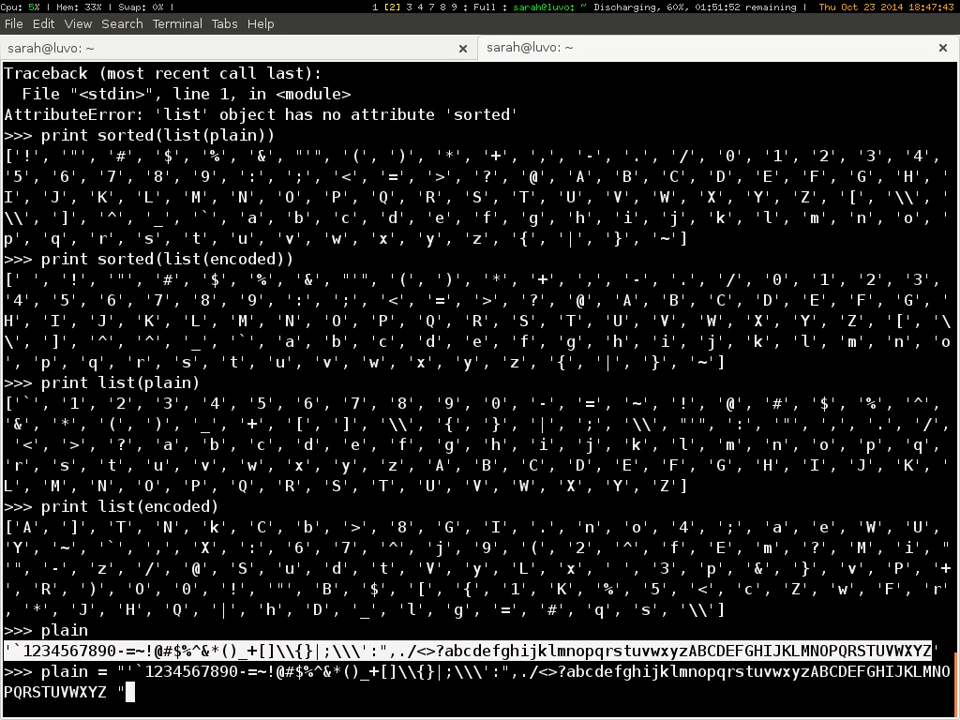 Cpu: 5% | Mem: 33% | Swap: 0% | 1 [2] 3 4 7 8 9 : Full : sarah@luvo: ~ Discharging, 60%, 01:51:52 remaining | Thu Oct 23 2014 18:47:43
File Edit View Search Terminal Tabs Help
sarah@luvo: ~ × sarah@luvo: ~ ×
Traceback (most recent call last):
  File "<stdin>", line 1, in <module>
AttributeError: 'list' object has no attribute 'sorted'
>>> print sorted(list(plain))
['!', '"', '#', '$', '%', '&', "'", '(', ')', '*', '+', ',', '-', '.', '/', '0', '1', '2', '3', '4',
'5', '6', '7', '8', '9', ':', ';', '<', '=', '>', '?', '@', 'A', 'B', 'C', 'D', 'E', 'F', 'G', 'H', '
I', 'J', 'K', 'L', 'M', 'N', 'O', 'P', 'Q', 'R', 'S', 'T', 'U', 'V', 'W', 'X', 'Y', 'Z', '[', '\\', '
\\', ']', '^', '_', '`', 'a', 'b', 'c', 'd', 'e', 'f', 'g', 'h', 'i', 'j', 'k', 'l', 'm', 'n', 'o', '
p', 'q', 'r', 's', 't', 'u', 'v', 'w', 'x', 'y', 'z', '{', '|', '}', '~']
>>> print sorted(list(encoded))
[' ', '!', '"', '#', '$', '%', '&', "'", '(', ')', '*', '+', ',', '-', '.', '/', '0', '1', '2', '3',
'4', '5', '6', '7', '8', '9', ':', ';', '<', '=', '>', '?', '@', 'A', 'B', 'C', 'D', 'E', 'F', 'G', '
H', 'I', 'J', 'K', 'L', 'M', 'N', 'O', 'P', 'Q', 'R', 'S', 'T', 'U', 'V', 'W', 'X', 'Y', 'Z', '[', '\
\', ']', '^', '^', '_', '`', 'a', 'b', 'c', 'd', 'e', 'f', 'g', 'h', 'i', 'j', 'k', 'l', 'm', 'n', 'o
', 'p', 'q', 'r', 's', 't', 'u', 'v', 'w', 'x', 'y', 'z', '{', '|', '}', '~']
>>> print list(plain)
['`', '1', '2', '3', '4', '5', '6', '7', '8', '9', '0', '-', '=', '~', '!', '@', '#', '$', '%', '^',
'&', '*', '(', ')', '_', '+', '[', ']', '\\', '{', '}', '|', ';', '\\', "'", ':', '"', ',', '.', '/',
'<', '>', '?', 'a', 'b', 'c', 'd', 'e', 'f', 'g', 'h', 'i', 'j', 'k', 'l', 'm', 'n', 'o', 'p', 'q', '
r', 's', 't', 'u', 'v', 'w', 'x', 'y', 'z', 'A', 'B', 'C', 'D', 'E', 'F', 'G', 'H', 'I', 'J', 'K', '
L', 'M', 'N', 'O', 'P', 'Q', 'R', 'S', 'T', 'U', 'V', 'W', 'X', 'Y', 'Z']
>>> print list(encoded)
['A', ']', 'T', 'N', 'k', 'C', 'b', '>', '8', 'G', 'I', '.', 'n', 'o', '4', ';', 'a', 'e', 'W', 'U',
'Y', '~', '`', ',', 'X', ':', '6', '7', '^', 'j', '9', '(', '2', '^', 'f', 'E', 'm', '?', 'M', 'i', "
'", '-', 'z', '/', '@', 'S', 'u', 'd', 't', 'V', 'y', 'L', 'x', ' ', '3', 'p', '&', '}', 'v', 'P', '+
', 'R', ')', 'O', '0', '!', '"', 'B', '$', '[', '{', '1', 'K', '%', '5', '<', 'c', 'Z', 'w', 'F', 'r'
, '*', 'J', 'H', 'Q', '|', 'h', 'D', '_', 'l', 'g', '=', '#', 'q', 's', '\\']
>>> plain
'`1234567890-=~!@#$%^&*()_+[]\\{}|;\\\':",./<>?abcdefghijklmnopqrstuvwxyzABCDEFGHIJKLMNOPQRSTUVWXYZ'
>>> plain = "'`1234567890-=~!@#$%^&*()_+[]\\{}|;\\\':",./<>?abcdefghijklmnopqrstuvwxyzABCDEFGHIJKLMNO
PQRSTUVWXYZ "